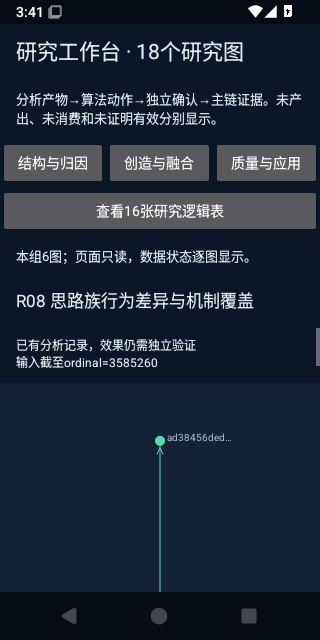 3:41
研究工作台 · 18个研究图
分析产物→算法动作→独立确认→主链证据。未产
出、未消费和未证明有效分别显示。
结构与归因
创造与融合
质量与应用
查看16张研究逻辑表
本组6图；页面只读，数据状态逐图显示。
R08 思路族行为差异与机制覆盖
已有分析记录，效果仍需独立验证
输入截至ordinal=3585260
ad38456ded…